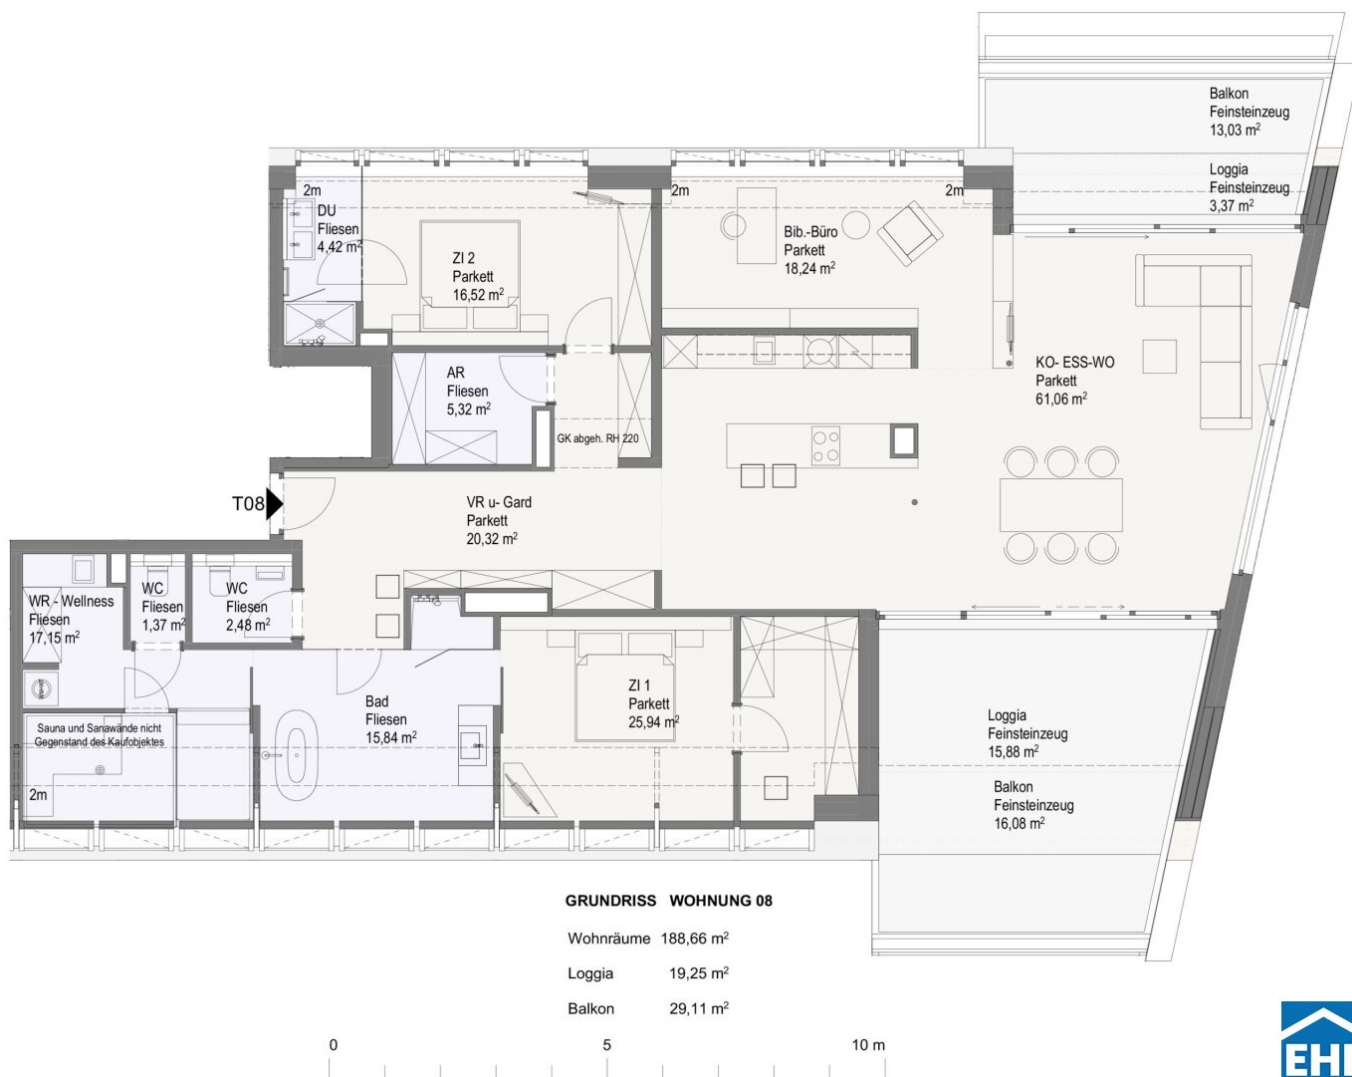 Balkon
Feinsteinzeug
13,03 m²
Loggia
Feinsteinzeug
3,37 m²
2m
DU
Fliesen
4,42 m²
ZI 2
Parkett
16,52 m²
2m
2m
Bib.-Büro
Parkett
18,24 m²
KO- ESS-WO
Parkett
61,06 m²
AR
Fliesen
5,32 m²
GK abgeh. RH 220
T08
VR u- Gard
Parkett
20,32 m²
WR - Wellness
Fliesen
17,15 m²
WC
Fliesen
1,37 m²
WC
Fliesen
2,48 m²
Sauna und Sanawände nicht
Gegenstand des Kaufobjektes
2m
Bad
Fliesen
15,84 m²
ZI 1
Parkett
25,94 m²
Loggia
Feinsteinzeug
15,88 m²
Balkon
Feinsteinzeug
16,08 m²
GRUNDRISS WOHNUNG 08
Wohnräume 188,66 m²
Loggia 19,25 m²
Balkon 29,11 m²
0 5 10 m
EHL